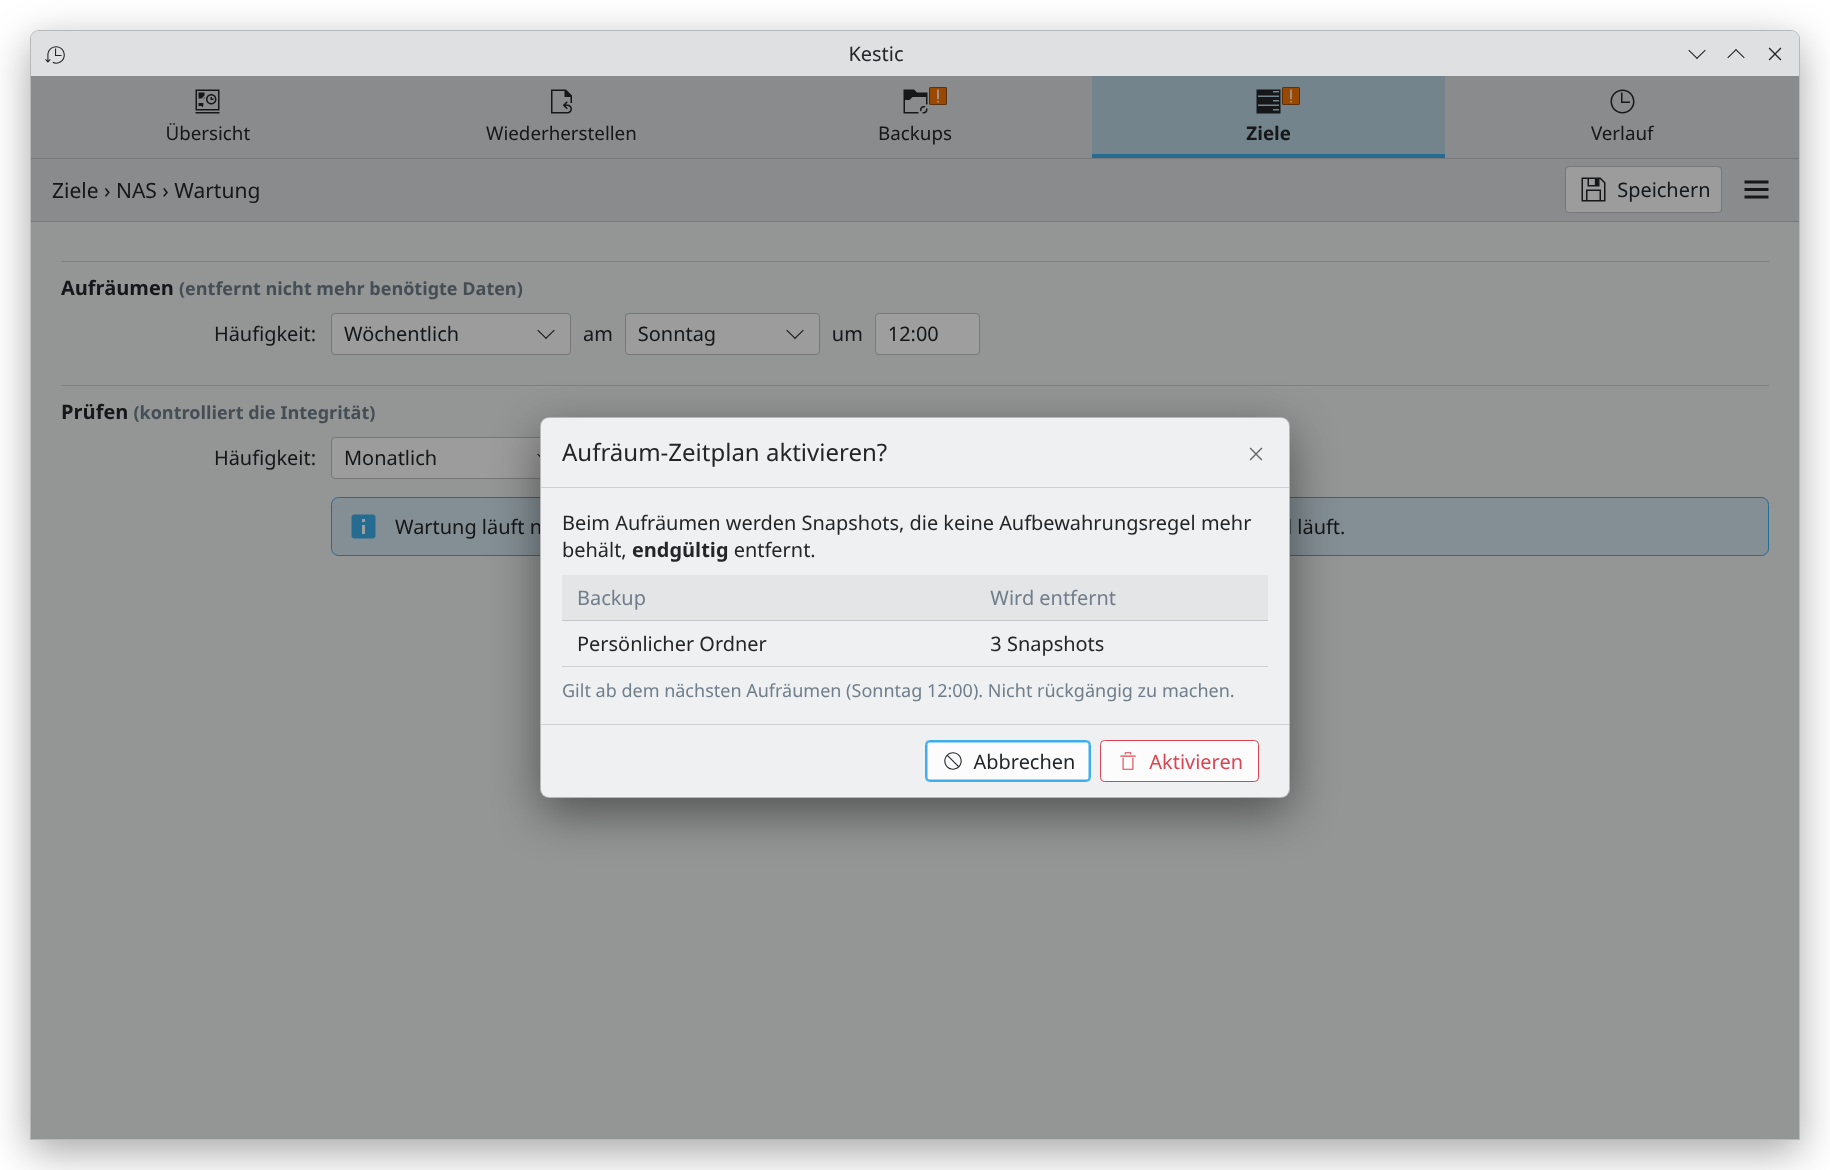 Kestic
Übersicht
Wiederherstellen
Backups
Ziele
Verlauf
Ziele › NAS › Wartung
Speichern
Aufräumen (entfernt nicht mehr benötigte Daten)
Häufigkeit: Wöchentlich am Sonntag um 12:00
Prüfen (kontrolliert die Integrität)
Häufigkeit: Monatlich
Wartung läuft
läuft.
Aufräum-Zeitplan aktivieren?
Beim Aufräumen werden Snapshots, die keine Aufbewahrungsregel mehr
behält, endgültig entfernt.
Backup Wird entfernt
Persönlicher Ordner 3 Snapshots
Gilt ab dem nächsten Aufräumen (Sonntag 12:00). Nicht rückgängig zu machen.
Abbrechen Aktivieren